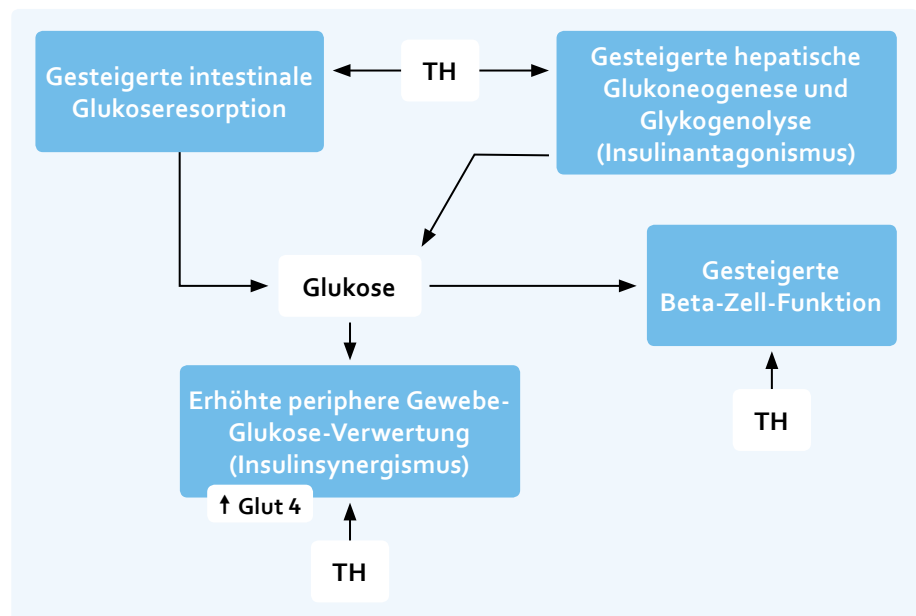 Gesteigerte intestinale
Glukoseresorption
TH
Gesteigerte hepatische
Glukoneogenese und
Glykogenolyse
(Insulinantagonismus)
Glukose
Gesteigerte
Beta-Zell-Funktion
Erhöhte periphere Gewebe-
Glukose-Verwertung
(Insulinsynergismus)
↑ Glut 4
TH
TH